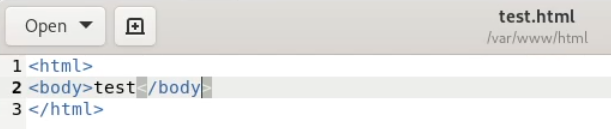 Open
test.html
/var/www/html
1 <html>
2 <body>test</body>
3 </html>